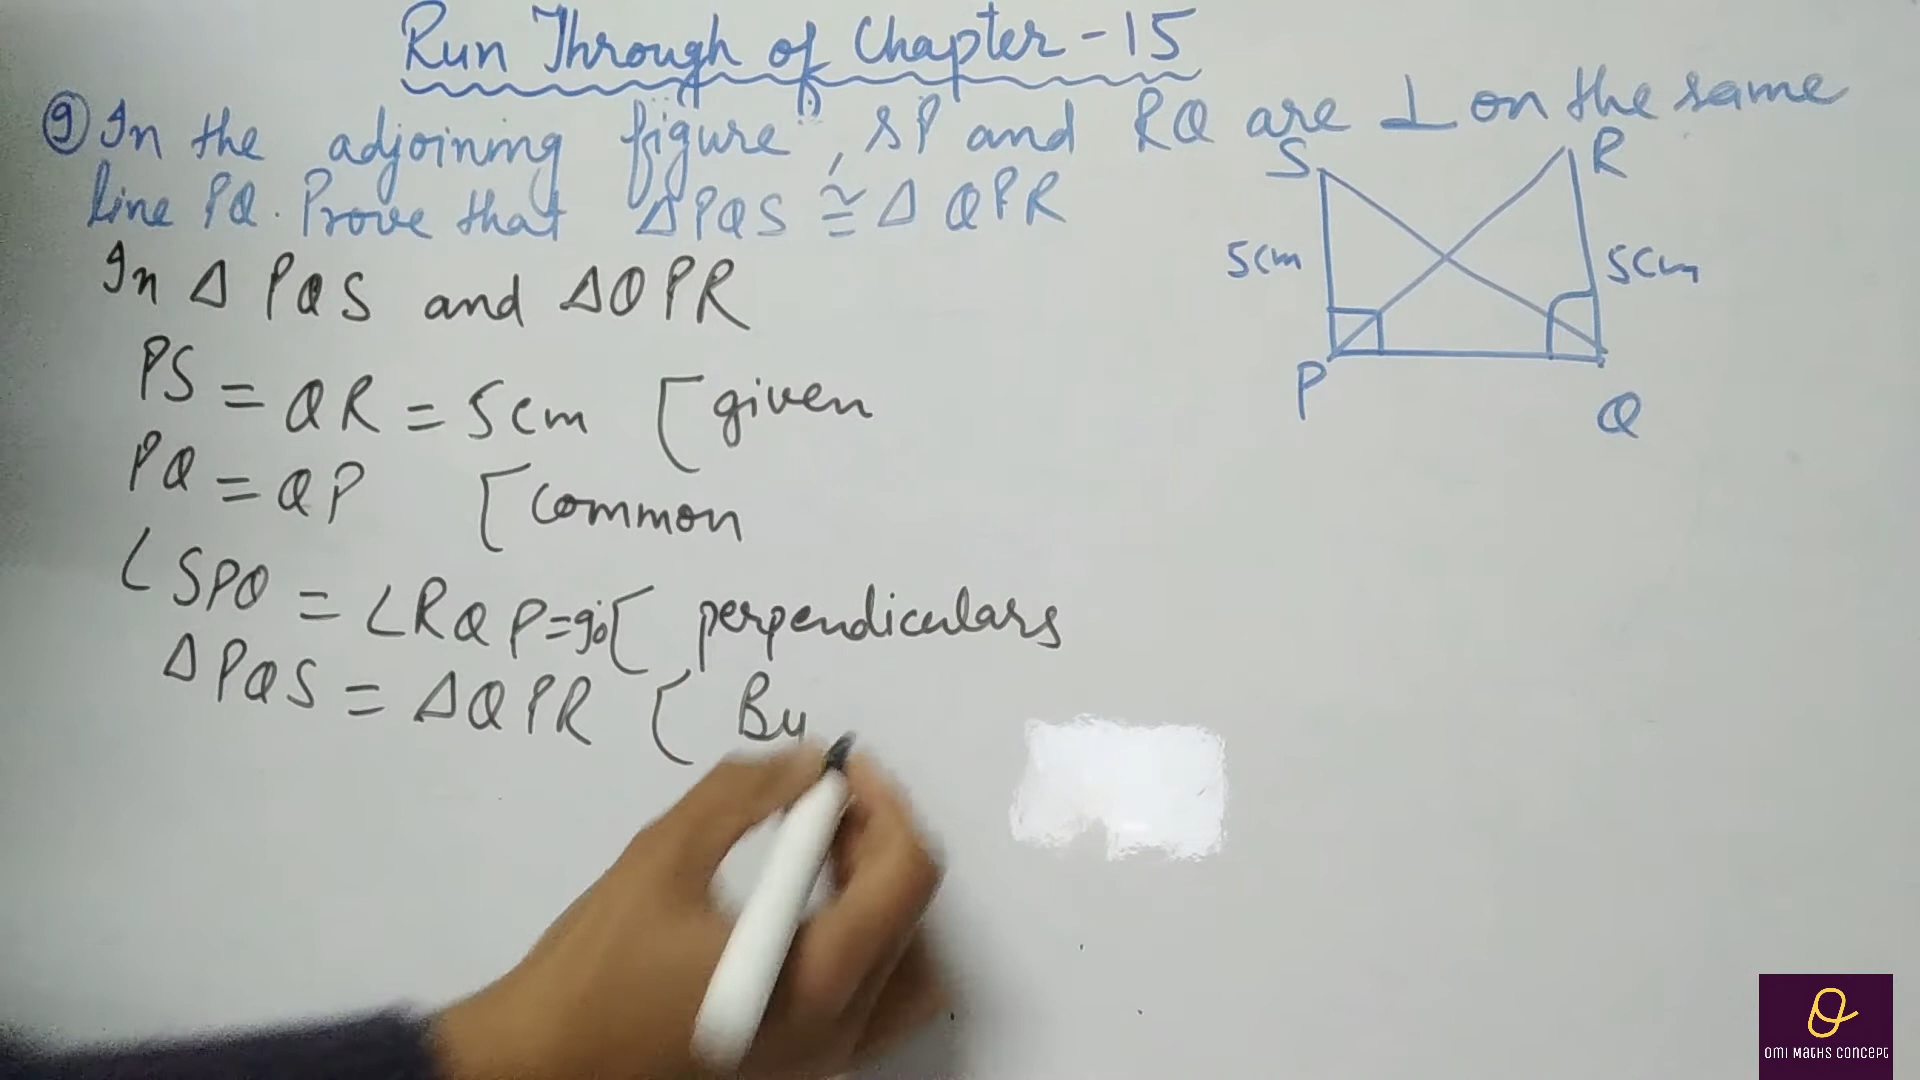 Run Through of Chapter-15
9) In the adjoining figure, SP and RQ are ⊥ on the same
line PQ. Prove that △PQS ≅ △QPR
S
R
5cm
5cm
P
Q
In △PQS and △QPR
PS = QR = 5cm [given
PQ = QP [common
∠SPQ = ∠RQP=90 [perpendiculars
△PQS = △QPR [By
OMI MATHS CONCEPT